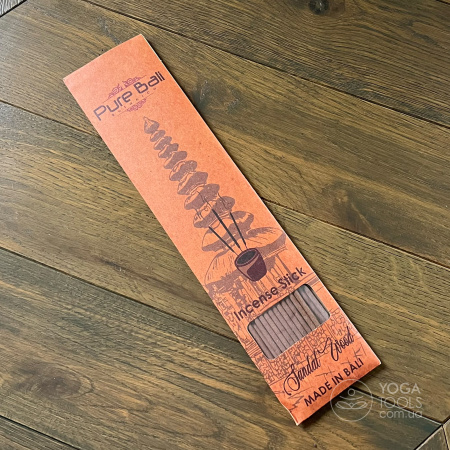 Pure Bali
Incense Stick
Sandal Wood
MADE IN BALI
YOGA
TOOLS
com.ua